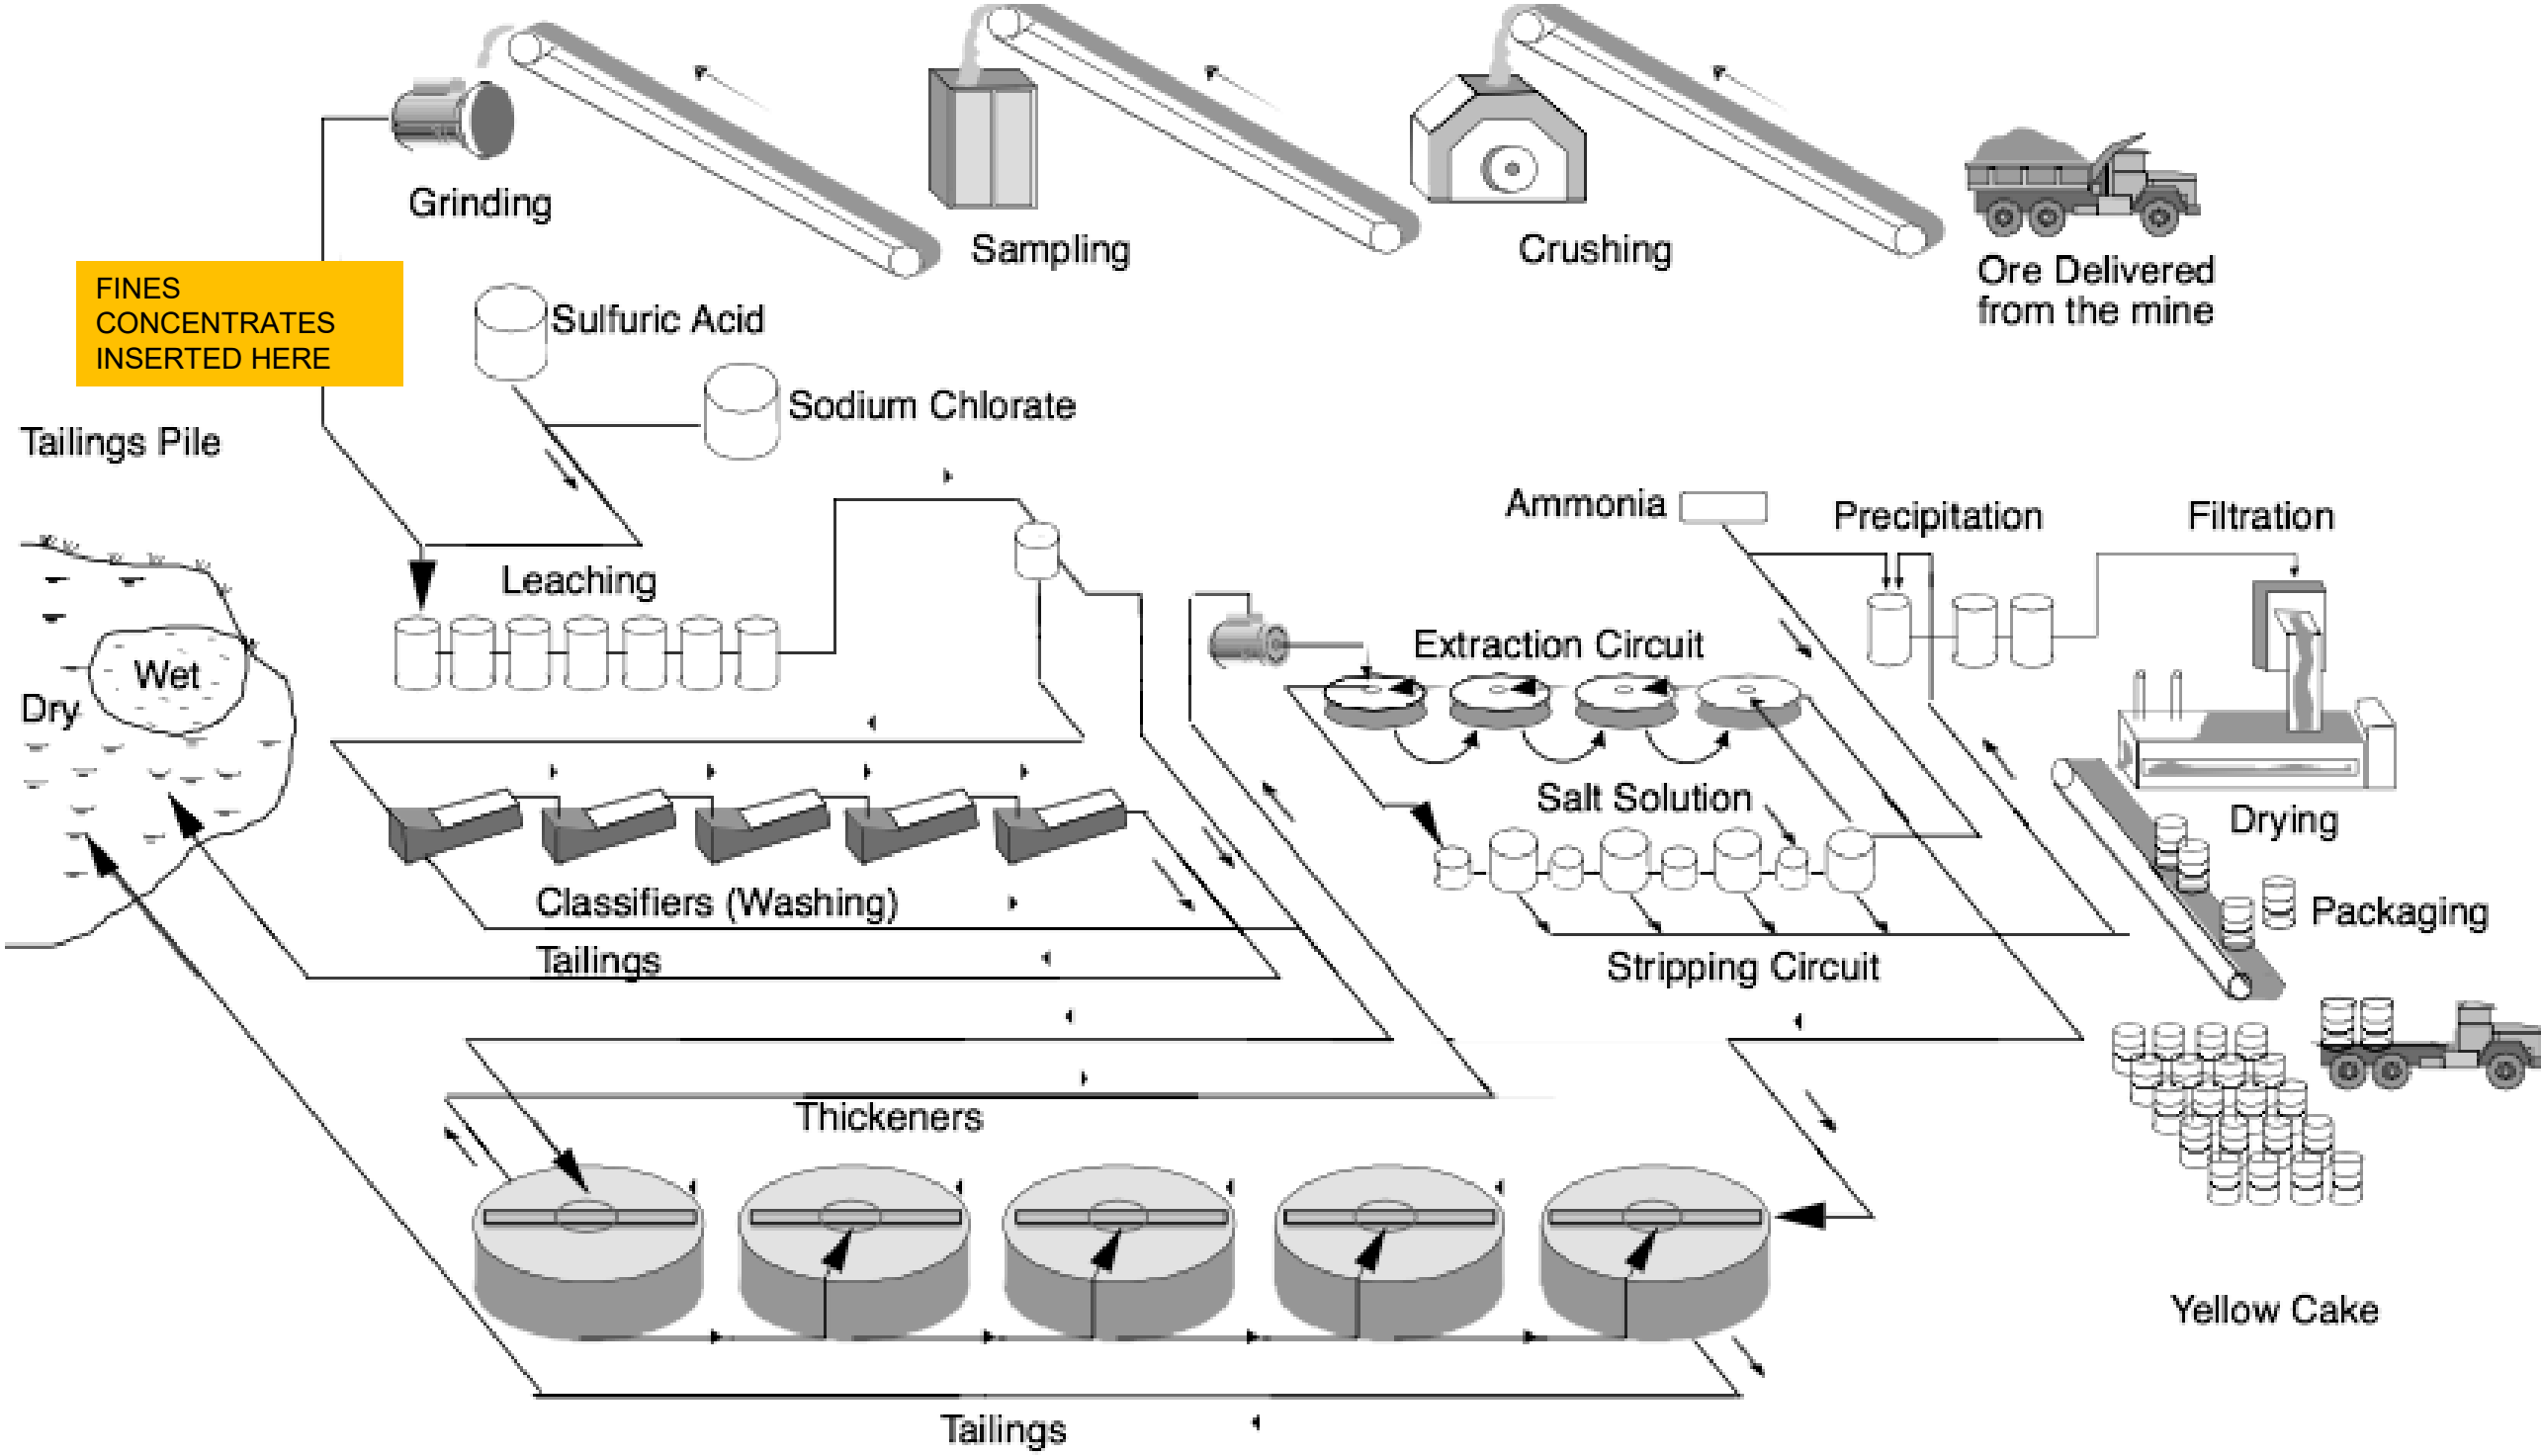 Grinding
Sampling
Crushing
Ore Delivered
from the mine
FINES
CONCENTRATES
INSERTED HERE
Sulfuric Acid
Sodium Chlorate
Tailings Pile
Ammonia
Precipitation
Filtration
Leaching
Extraction Circuit
Wet
Dry
Salt Solution
Drying
Classifiers (Washing)
Packaging
Tailings
Stripping Circuit
Thickeners
Yellow Cake
Tailings